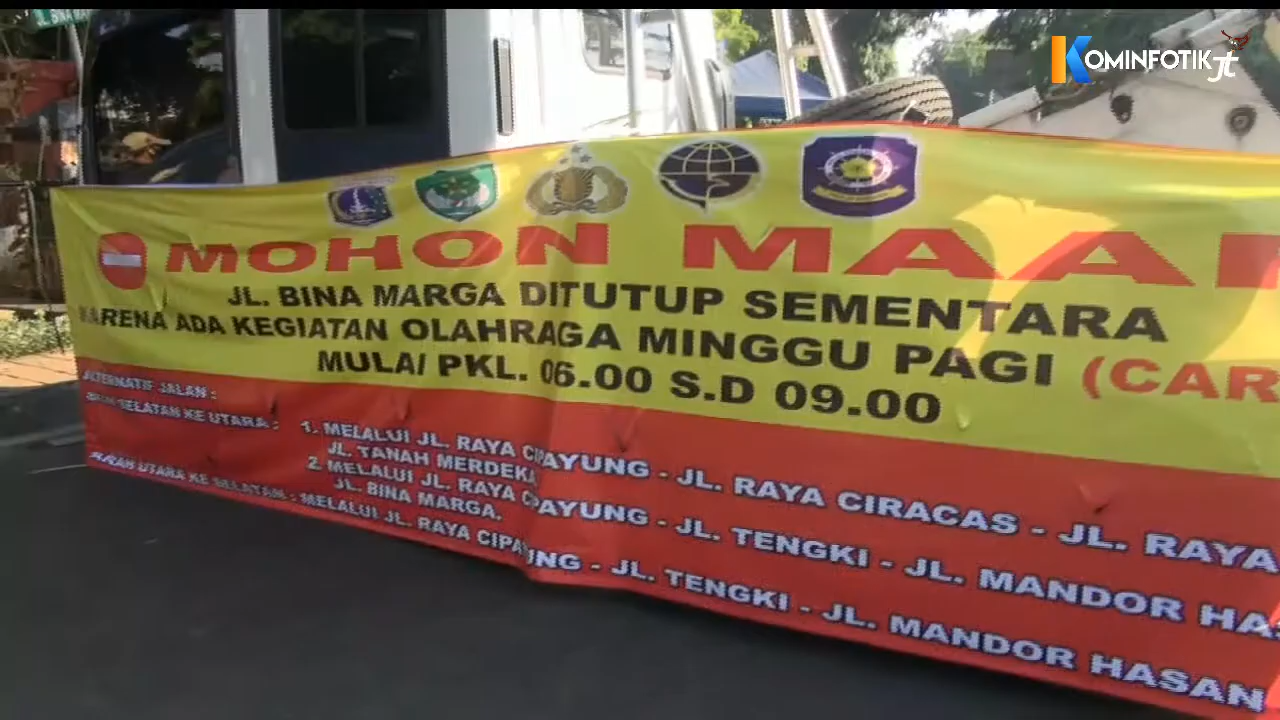 KOMINFOTIK JT
MOHON MAA
JL. BINA MARGA DITUTUP SEMENTARA
KARENA ADA KEGIATAN OLAHRAGA MINGGU PAGI (CAR
MULAI PKL. 06.00 S.D 09.00
ALTERNATIF JALAN :
SELATAN KE UTARA : 1. MELALUI JL. RAYA CIPAYUNG - JL. RAYA CIRACAS - JL. RAYA
JL. TANAH MERDEKA
2. MELALUI JL. RAYA CIPAYUNG - JL. TENGKI - JL. MANDOR HA
JL. BINA MARGA.
ARAH UTARA KE SELATAN : MELALUI JL. RAYA CIPAYUNG - JL. TENGKI - JL. MANDOR HASAN